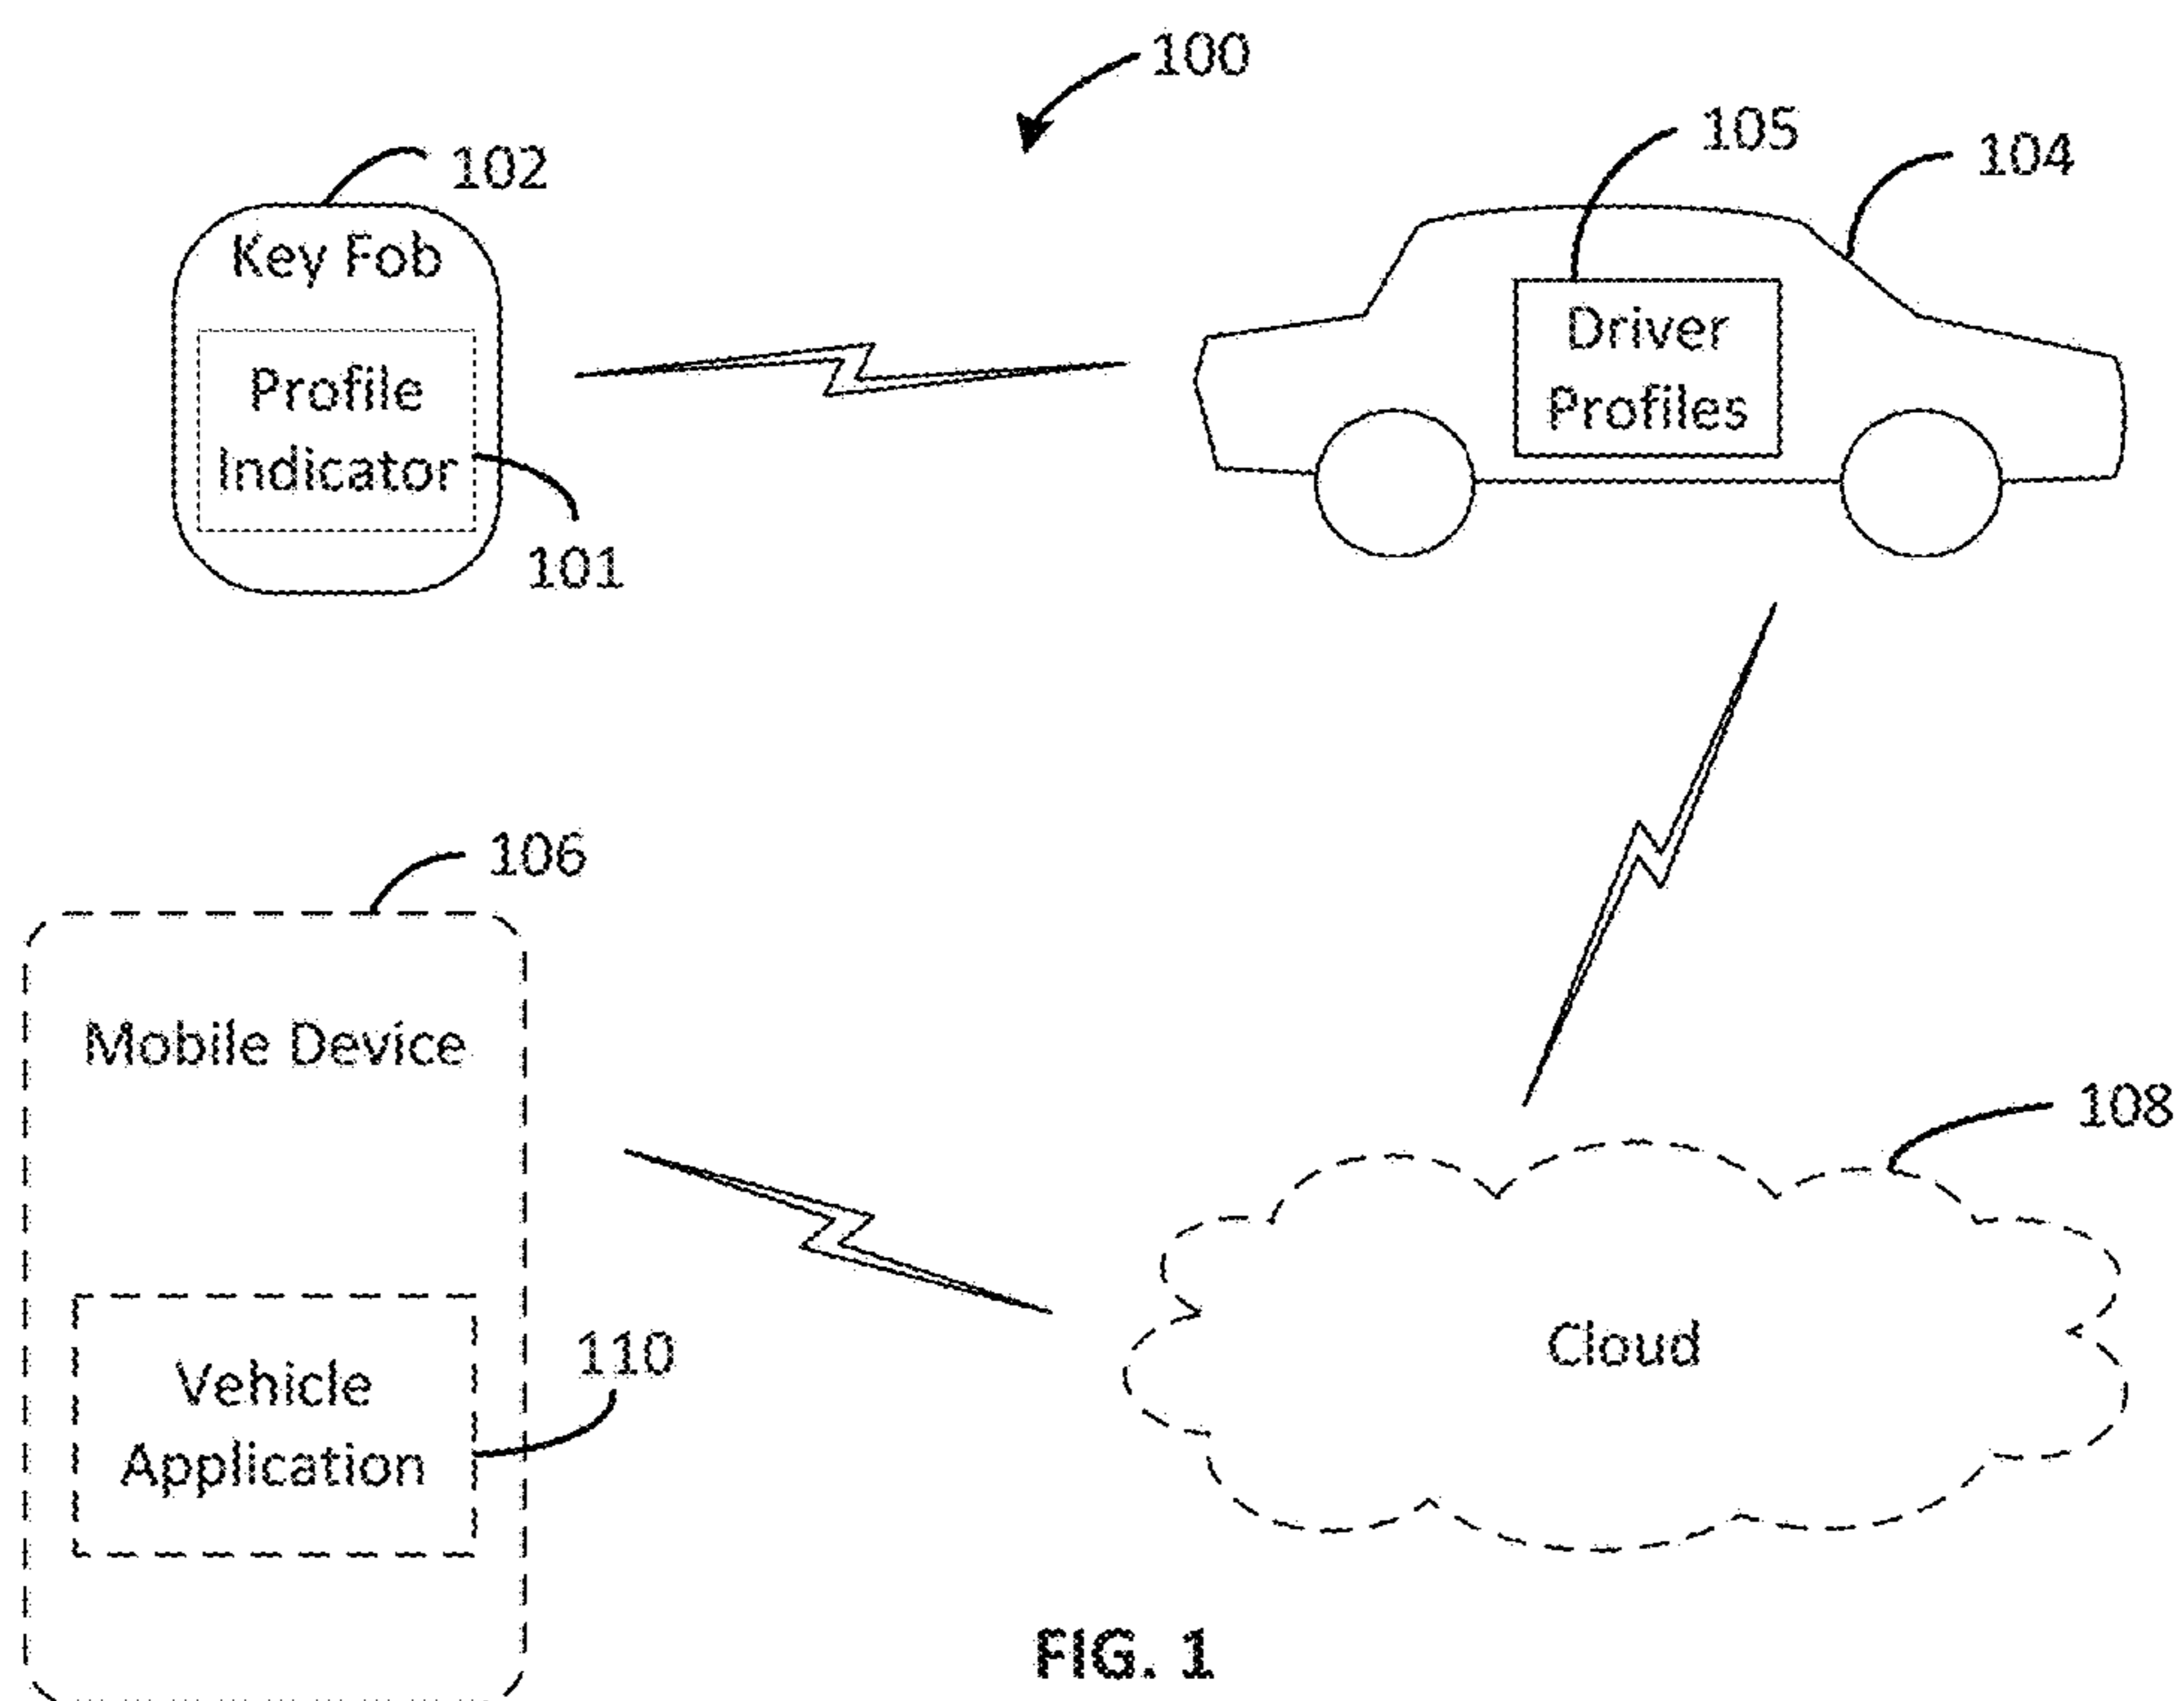 100
105
104
102
Key Fob
Profile
Indicator
101
Driver
Profiles
106
Mobile Device
108
110
Vehicle
Application
Cloud
FIG. 1